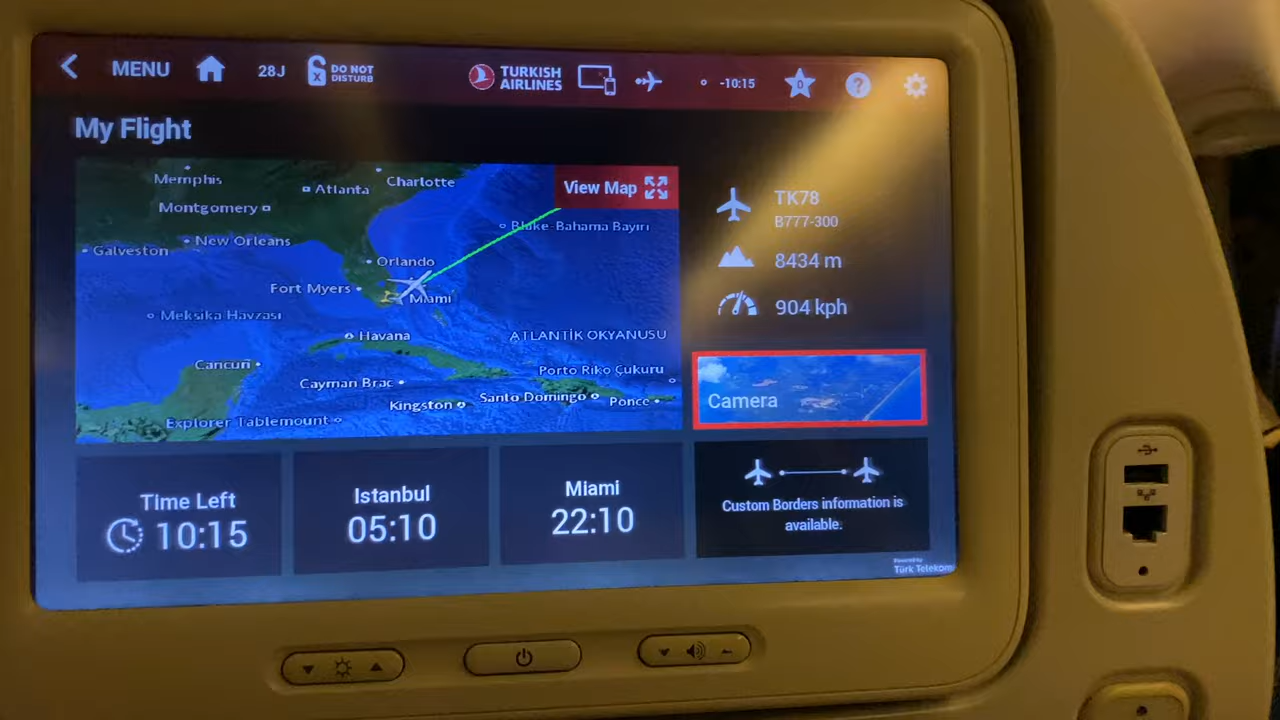 MENU
28J
DO NOT
DISTURB
TURKISH
AIRLINES
-10:15
0
?
My Flight
View Map
Memphis
Atlanta
Charlotte
Montgomery
Blake-Bahama Bayırı
New Orleans
Galveston
Orlando
Fort Myers
Miami
Meksika Havzası
Havana
ATLANTİK OKYANUSU
Cancun
Porto Riko Çukuru
Cayman Brac
Kingston
Santo Domingo
Ponce
Explorer Tablemount
TK78
B777-300
8434 m
904 kph
Camera
Time Left
10:15
Istanbul
05:10
Miami
22:10
Custom Borders information is
available.
Powered by
Türk Telekom